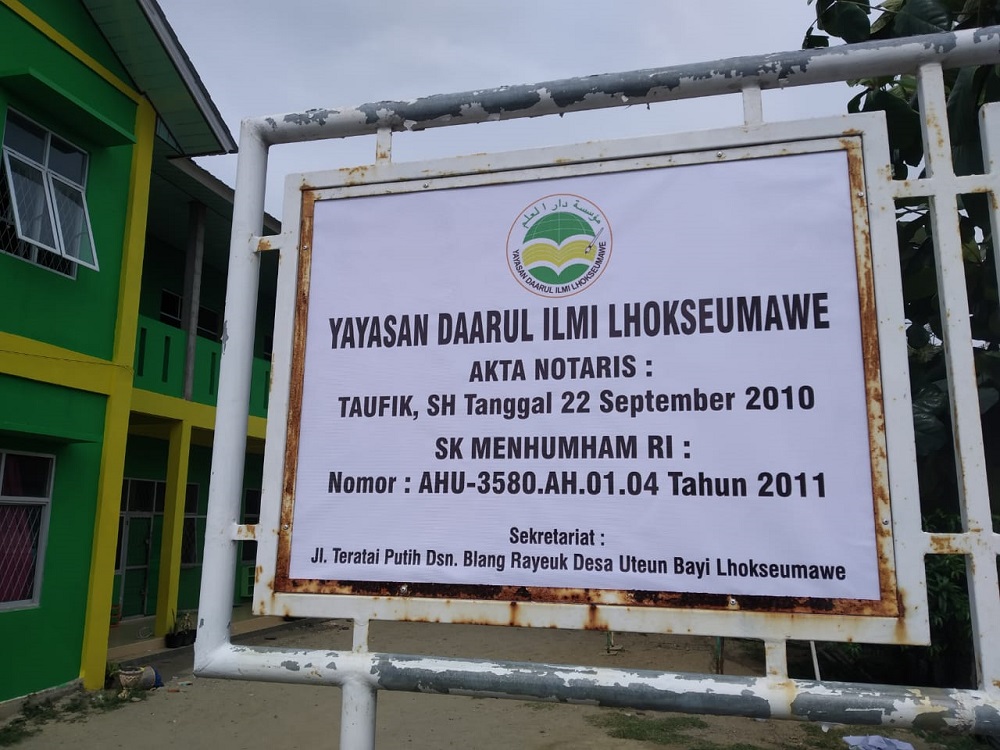 مؤسسة دار العلم
YAYASAN DAARUL ILMI LHOKSEUMAWE
YAYASAN DAARUL ILMI LHOKSEUMAWE
AKTA NOTARIS :
TAUFIK, SH Tanggal 22 September 2010
SK MENHUMHAM RI :
Nomor : AHU-3580.AH.01.04 Tahun 2011
Sekretariat :
Jl. Teratai Putih Dsn. Blang Rayeuk Desa Uteun Bayi Lhokseumawe